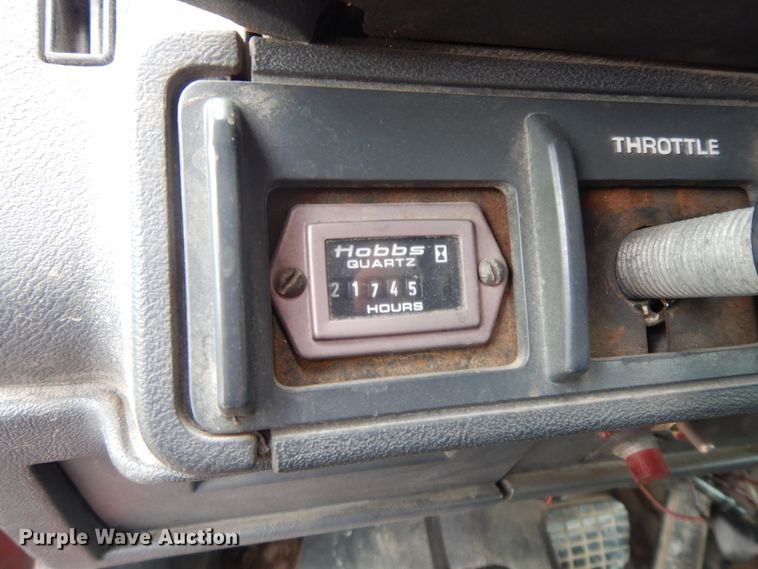 THROTTLE
Hobbs
QUARTZ
21745
HOURS
Purple Wave Auction®